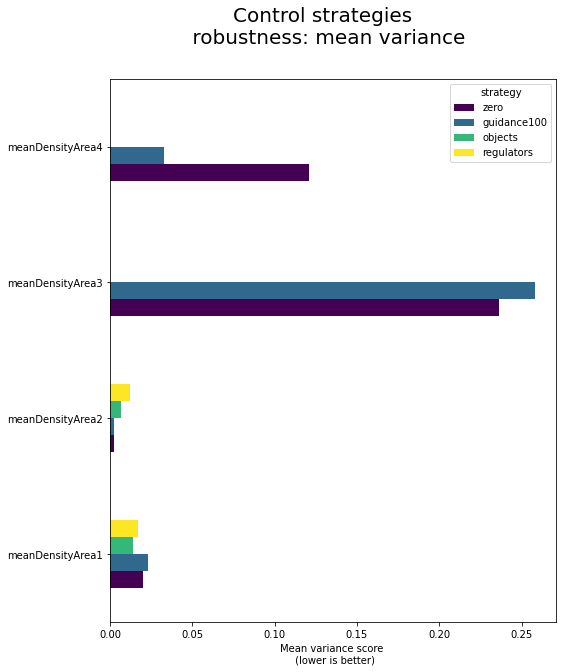 Control strategies
robustness: mean variance
strategy
zero
guidance100
objects
regulators
meanDensityArea4
meanDensityArea3
meanDensityArea2
meanDensityArea1
0.00 0.05 0.10 0.15 0.20 0.25
Mean variance score
(lower is better)